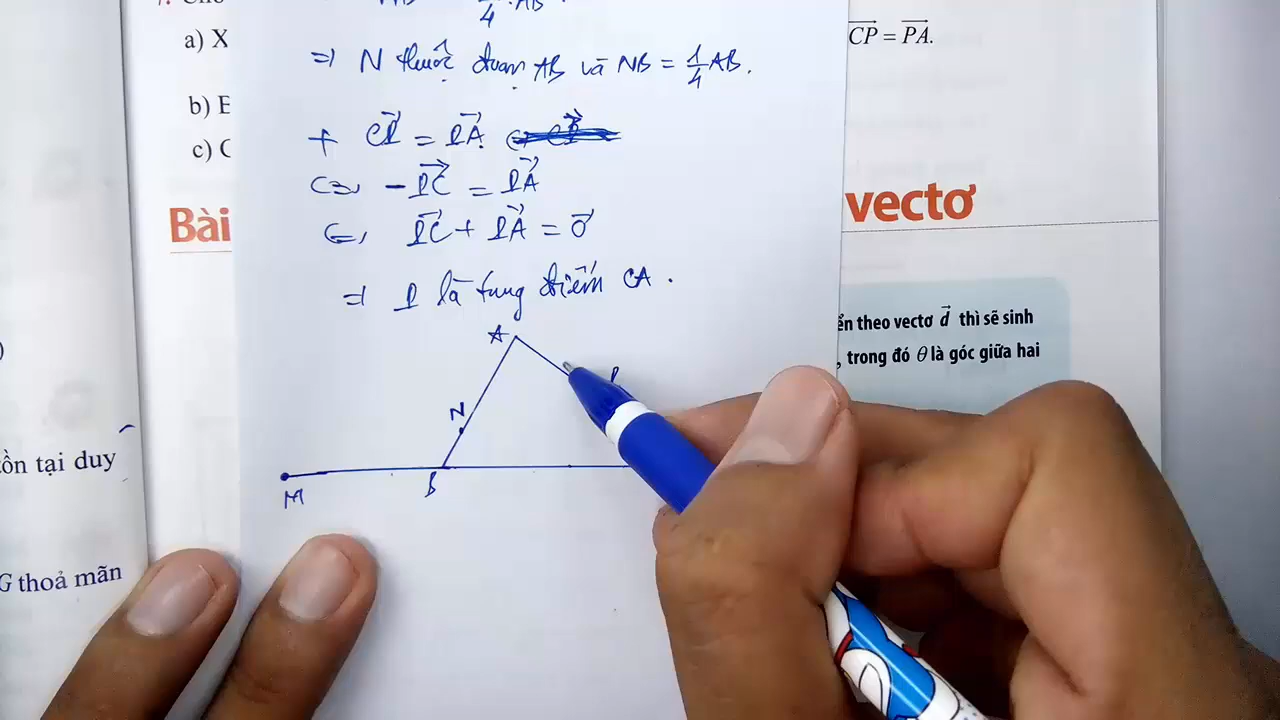 a) X
b) E
c) C
Bài
⇒ N thuộc đoạn AB và NB = 1/4 AB.
+ CP⃗ = PA⃗.
⇔ -PC⃗ = PA⃗
⇔ PC⃗ + PA⃗ = 0⃗
⇒ P là trung điểm CA.
A
P
N
M
B
CP⃗ = PA⃗.
vectơ
ển theo vectơ d⃗ thì sẽ sinh
, trong đó θ là góc giữa hai
ồn tại duy
G thoả mãn